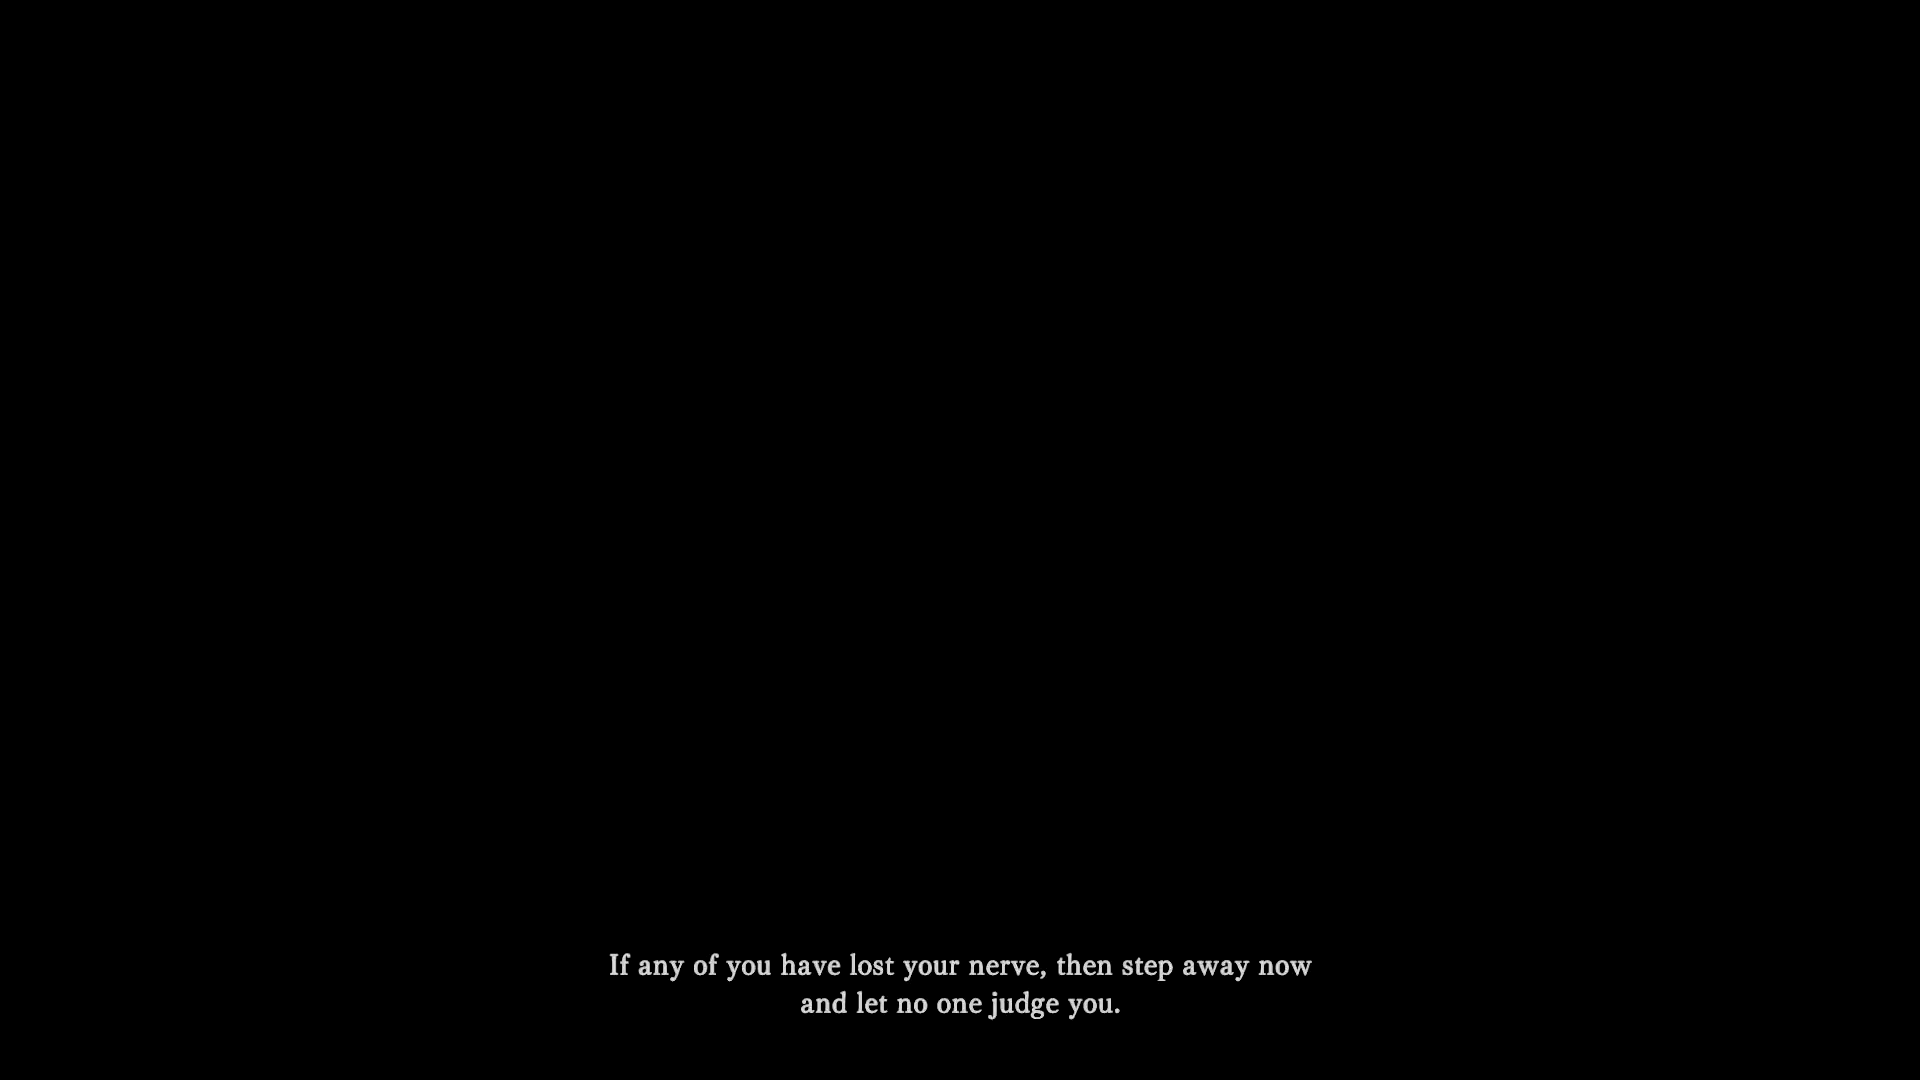 If any of you have lost your nerve, then step away now
and let no one judge you.